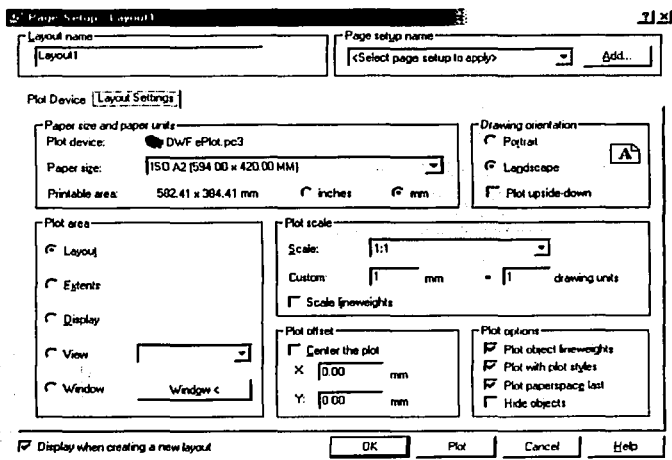 Page Setup - Layout1
Layout name
Layout1
Page setup name
<Select page setup to apply>
Add...
Plot Device
Layout Settings
Paper size and paper units
Plot device: DWF ePlot.pc3
Paper size: ISO A2 (594.00 x 420.00 MM)
Printable area: 582.41 x 384.41 mm inches mm
Drawing orientation
Portrait
Landscape
Plot upside-down
A
Plot area
Layout
Extents
Display
View
Window Window <
Plot scale
Scale: 1:1
Custom: 1 mm = 1 drawing units
Scale lineweights
Plot offset
Center the plot
X: 0.00 mm
Y: 0.00 mm
Plot options
Plot object lineweights
Plot with plot styles
Plot paperspace last
Hide objects
Display when creating a new layout
OK Plot Cancel Help